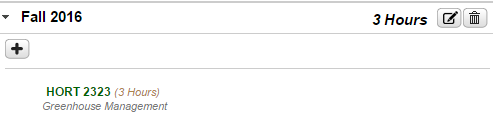 Fall 2016 3 Hours
HORT 2323 (3 Hours)
Greenhouse Management